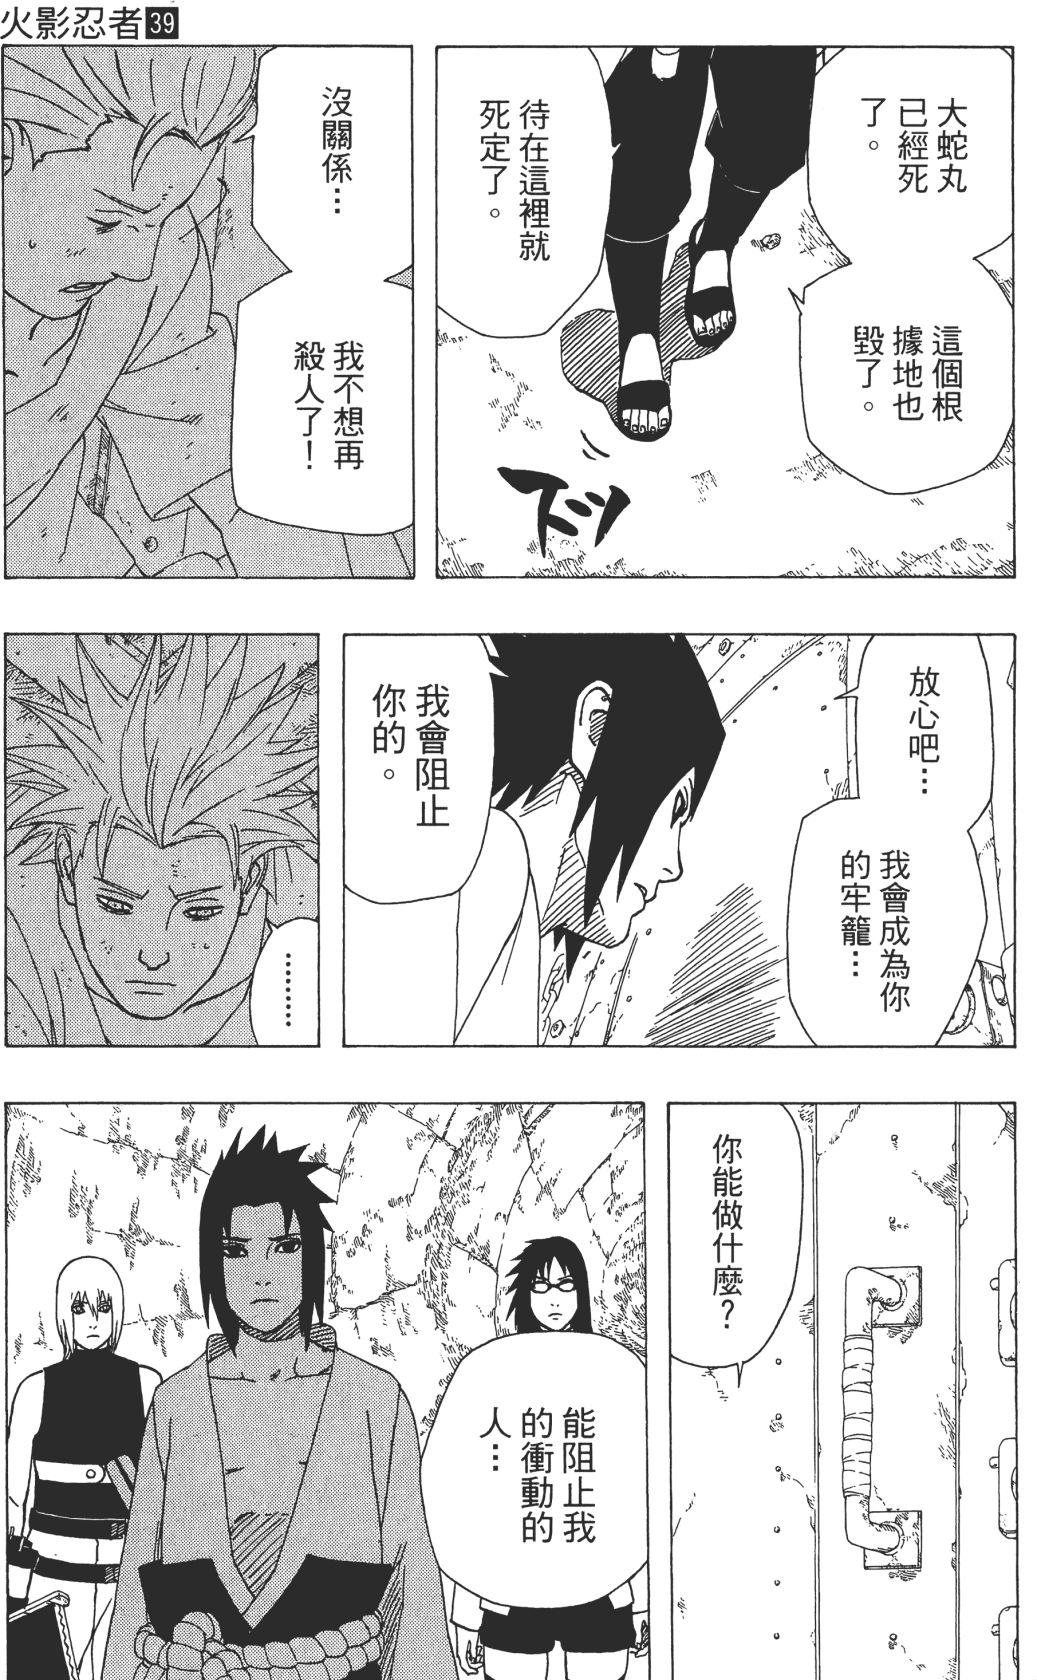 火影忍者39
大蛇丸
已經死
了。
這個根
據地也
毀了。
待在這裡就
死定了。
ズッ
沒關係…
我不想再
殺人了！
放心吧…
我會成為你
的牢籠…
我會阻止
你的。
………
你能做什麼？
能阻止我
的衝動的
人…